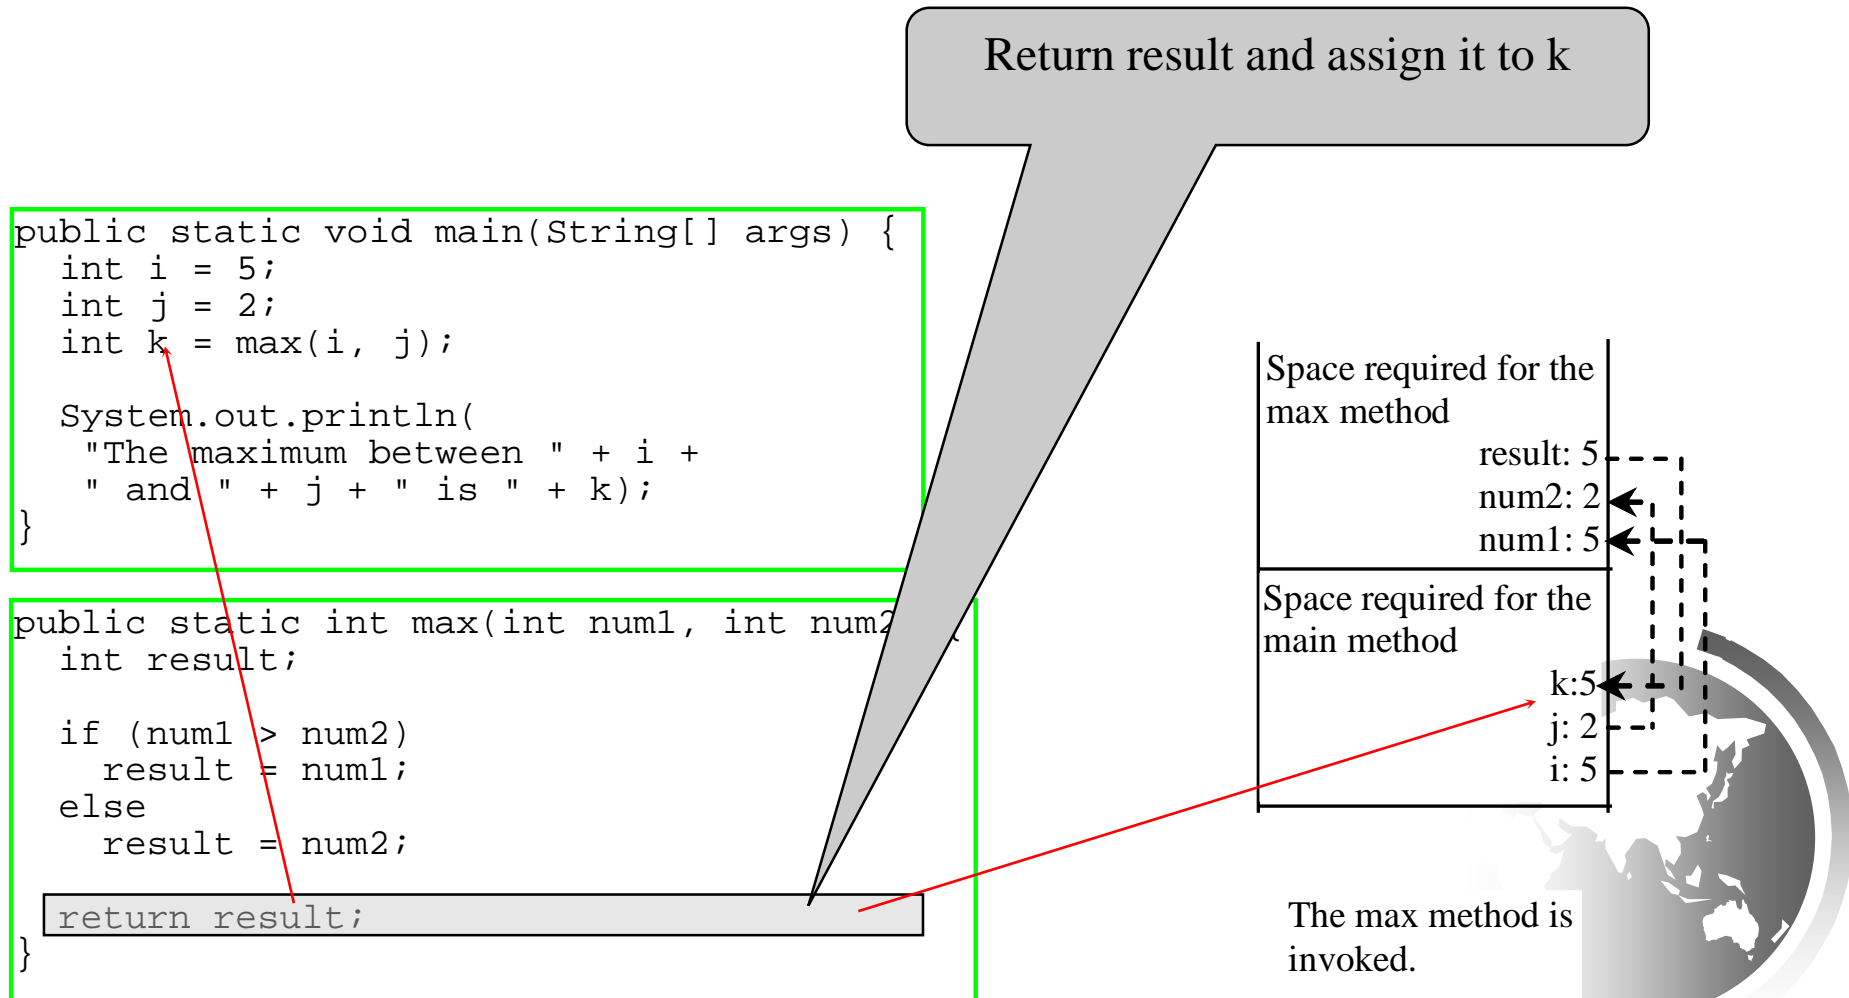 Return result and assign it to k
public static void main(String[] args) {
  int i = 5;
  int j = 2;
  int k = max(i, j);
  System.out.println(
   "The maximum between " + i +
   " and " + j + " is " + k);
}
public static int max(int num1, int num2 {
  int result;
  if (num1 > num2)
    result = num1;
  else
    result = num2;
  return result;
}
Space required for the
max method
result: 5
num2: 2
num1: 5
Space required for the
main method
k:5
j: 2
i: 5
The max method is
invoked.